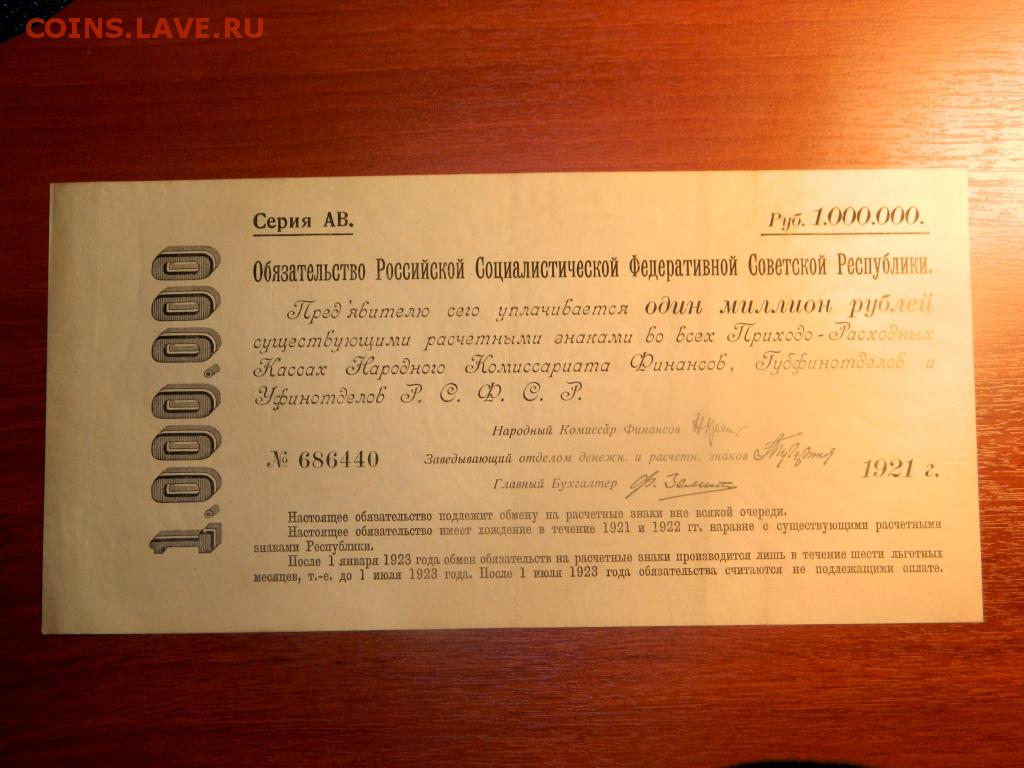 COINS.LAVE.RU
Серия АВ.
Руб. 1.000.000.
1.000.000.000
Обязательство Российской Социалистической Федеративной Советской Республики.
Пред'явителю сего уплачивается один миллион рублей
существующими расчетными знаками во всех Приходо-Расходных
Кассах Народного Комиссариата Финансов, Губфинотделов и
Уфинотделов Р. С. Ф. С. Р.
Народный Комиссар Финансов
№ 686440
Заведывающий отделом денежн. и расчетн. знаков
1921 г.
Главный Бухгалтер
Настоящее обязательство подлежит обмену на расчетные знаки вне всякой очереди.
Настоящее обязательство имеет хождение в течение 1921 и 1922 гг. наравне с существующими расчетными
знаками Республики.
После 1 января 1923 года обмен обязательств на расчетные знаки производится лишь в течение шести льготных
месяцев, т.-е. до 1 июля 1923 года. После 1 июля 1923 года обязательства считаются не подлежащими оплате.